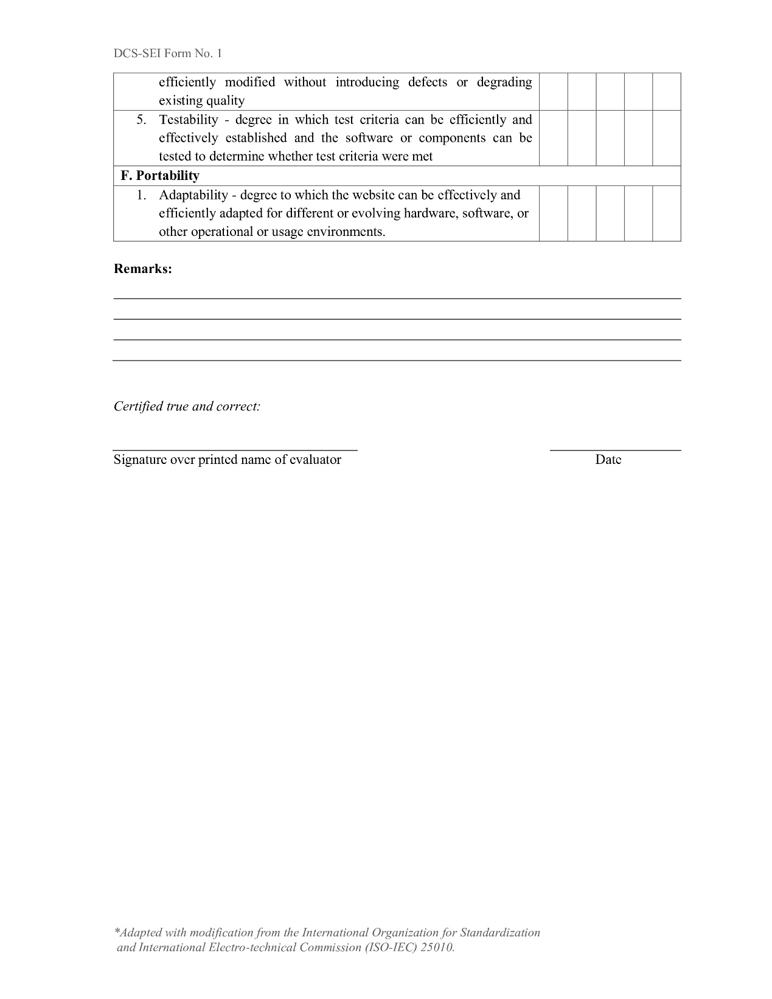 DCS-SEI Form No. 1
efficiently modified without introducing defects or degrading
existing quality
5. Testability - degree in which test criteria can be efficiently and
effectively established and the software or components can be
tested to determine whether test criteria were met
F. Portability
1. Adaptability - degree to which the website can be effectively and
efficiently adapted for different or evolving hardware, software, or
other operational or usage environments.
Remarks:
Certified true and correct:
Signature over printed name of evaluator
Date
*Adapted with modification from the International Organization for Standardization
and International Electro-technical Commission (ISO-IEC) 25010.